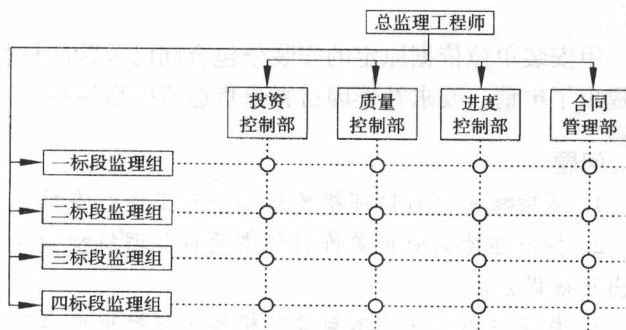 总监理工程师
投资
控制部
质量
控制部
进度
控制部
合同
管理部
一标段监理组
二标段监理组
三标段监理组
四标段监理组